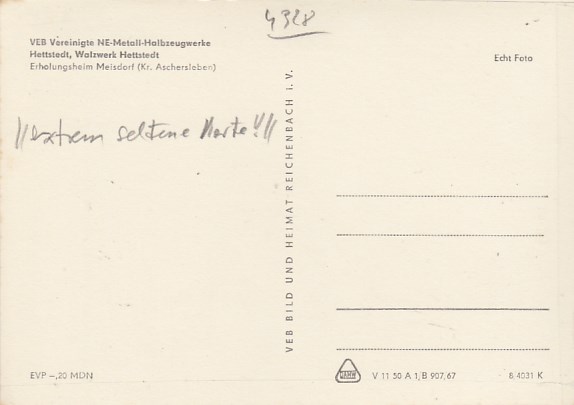 4328
VEB Vereinigte NE-Metall-Halbzeugwerke
Hettstedt, Walzwerk Hettstedt
Erholungsheim Meisdorf (Kr. Aschersleben)
Echt Foto
//extrem seltene Karte!!//
VEB BILD UND HEIMAT REICHENBACH I. V.
EVP –,20 MDN
DAMW
V 11 50 A 1/B 907/67
8/4031 K